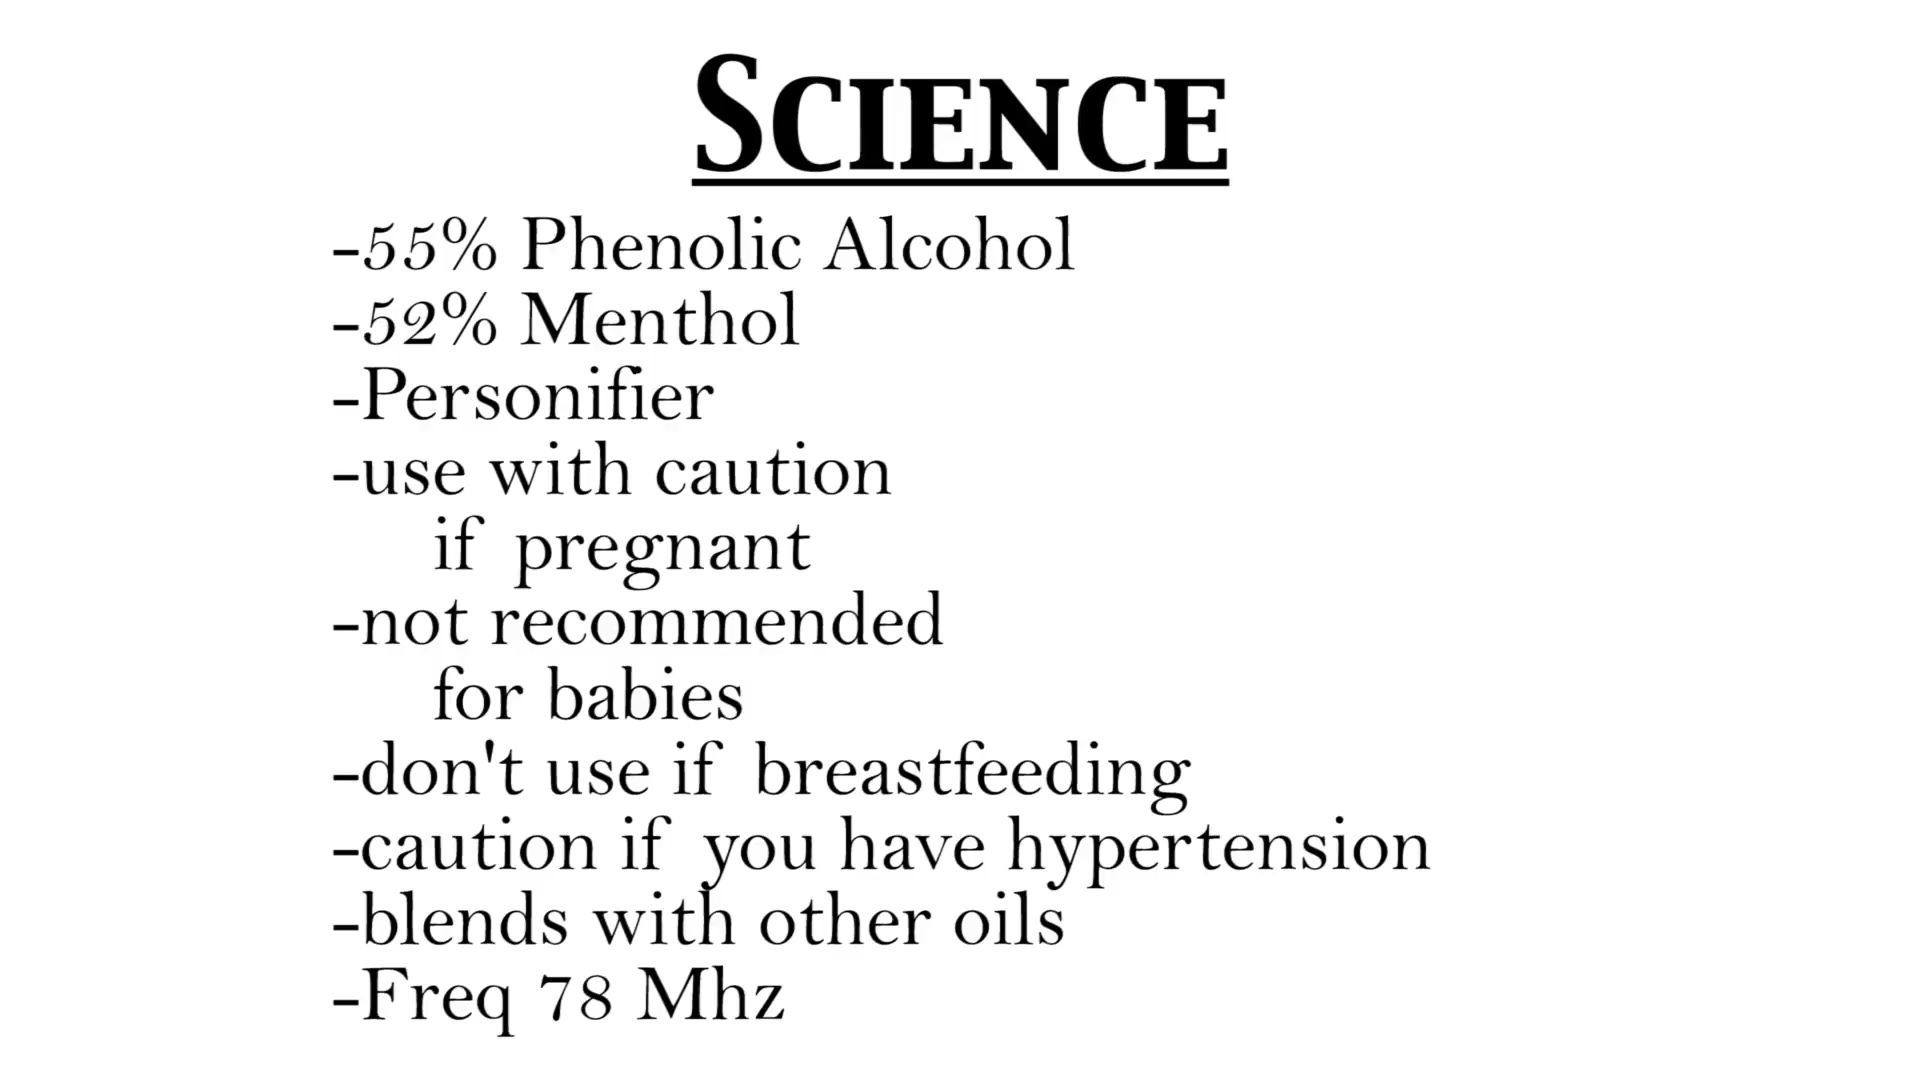 SCIENCE
-55% Phenolic Alcohol
-52% Menthol
-Personifier
-use with caution
if pregnant
-not recommended
for babies
-don't use if breastfeeding
-caution if you have hypertension
-blends with other oils
-Freq 78 Mhz